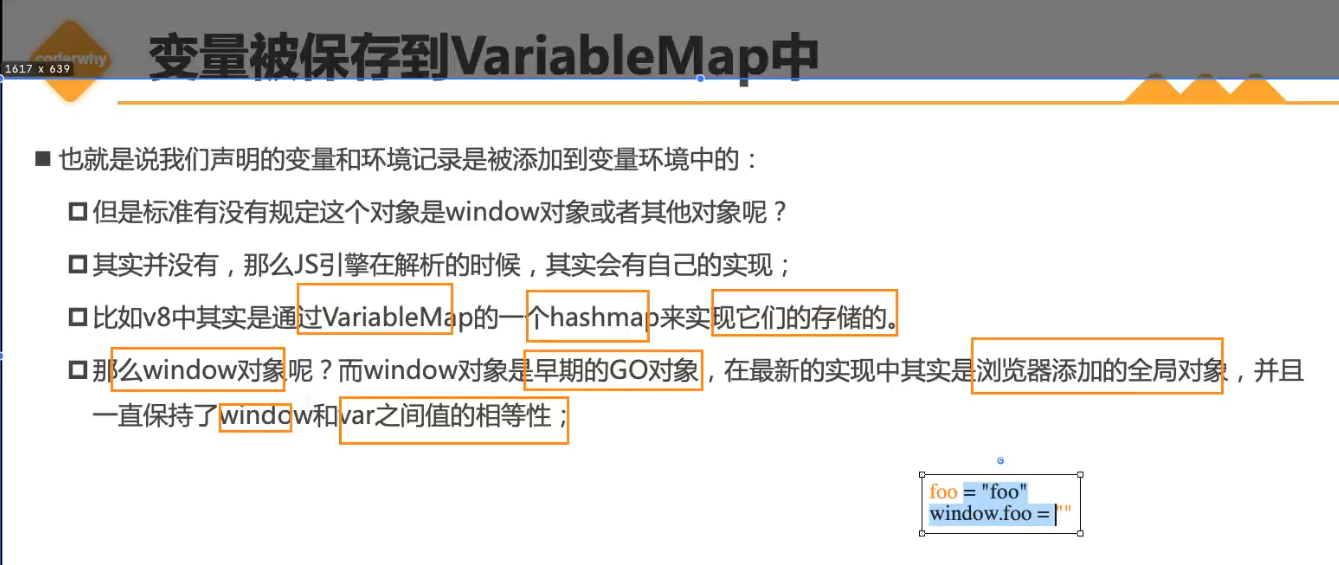 coderwhy
变量被保存到VariableMap中
1617 x 639
也就是说我们声明的变量和环境记录是被添加到变量环境中的：
但是标准有没有规定这个对象是window对象或者其他对象呢？
其实并没有，那么JS引擎在解析的时候，其实会有自己的实现；
比如v8中其实是通过VariableMap的一个hashmap来实现它们的存储的。
那么window对象呢？而window对象是早期的GO对象，在最新的实现中其实是浏览器添加的全局对象，并且
一直保持了window和var之间值的相等性；
foo = "foo"
window.foo = ""